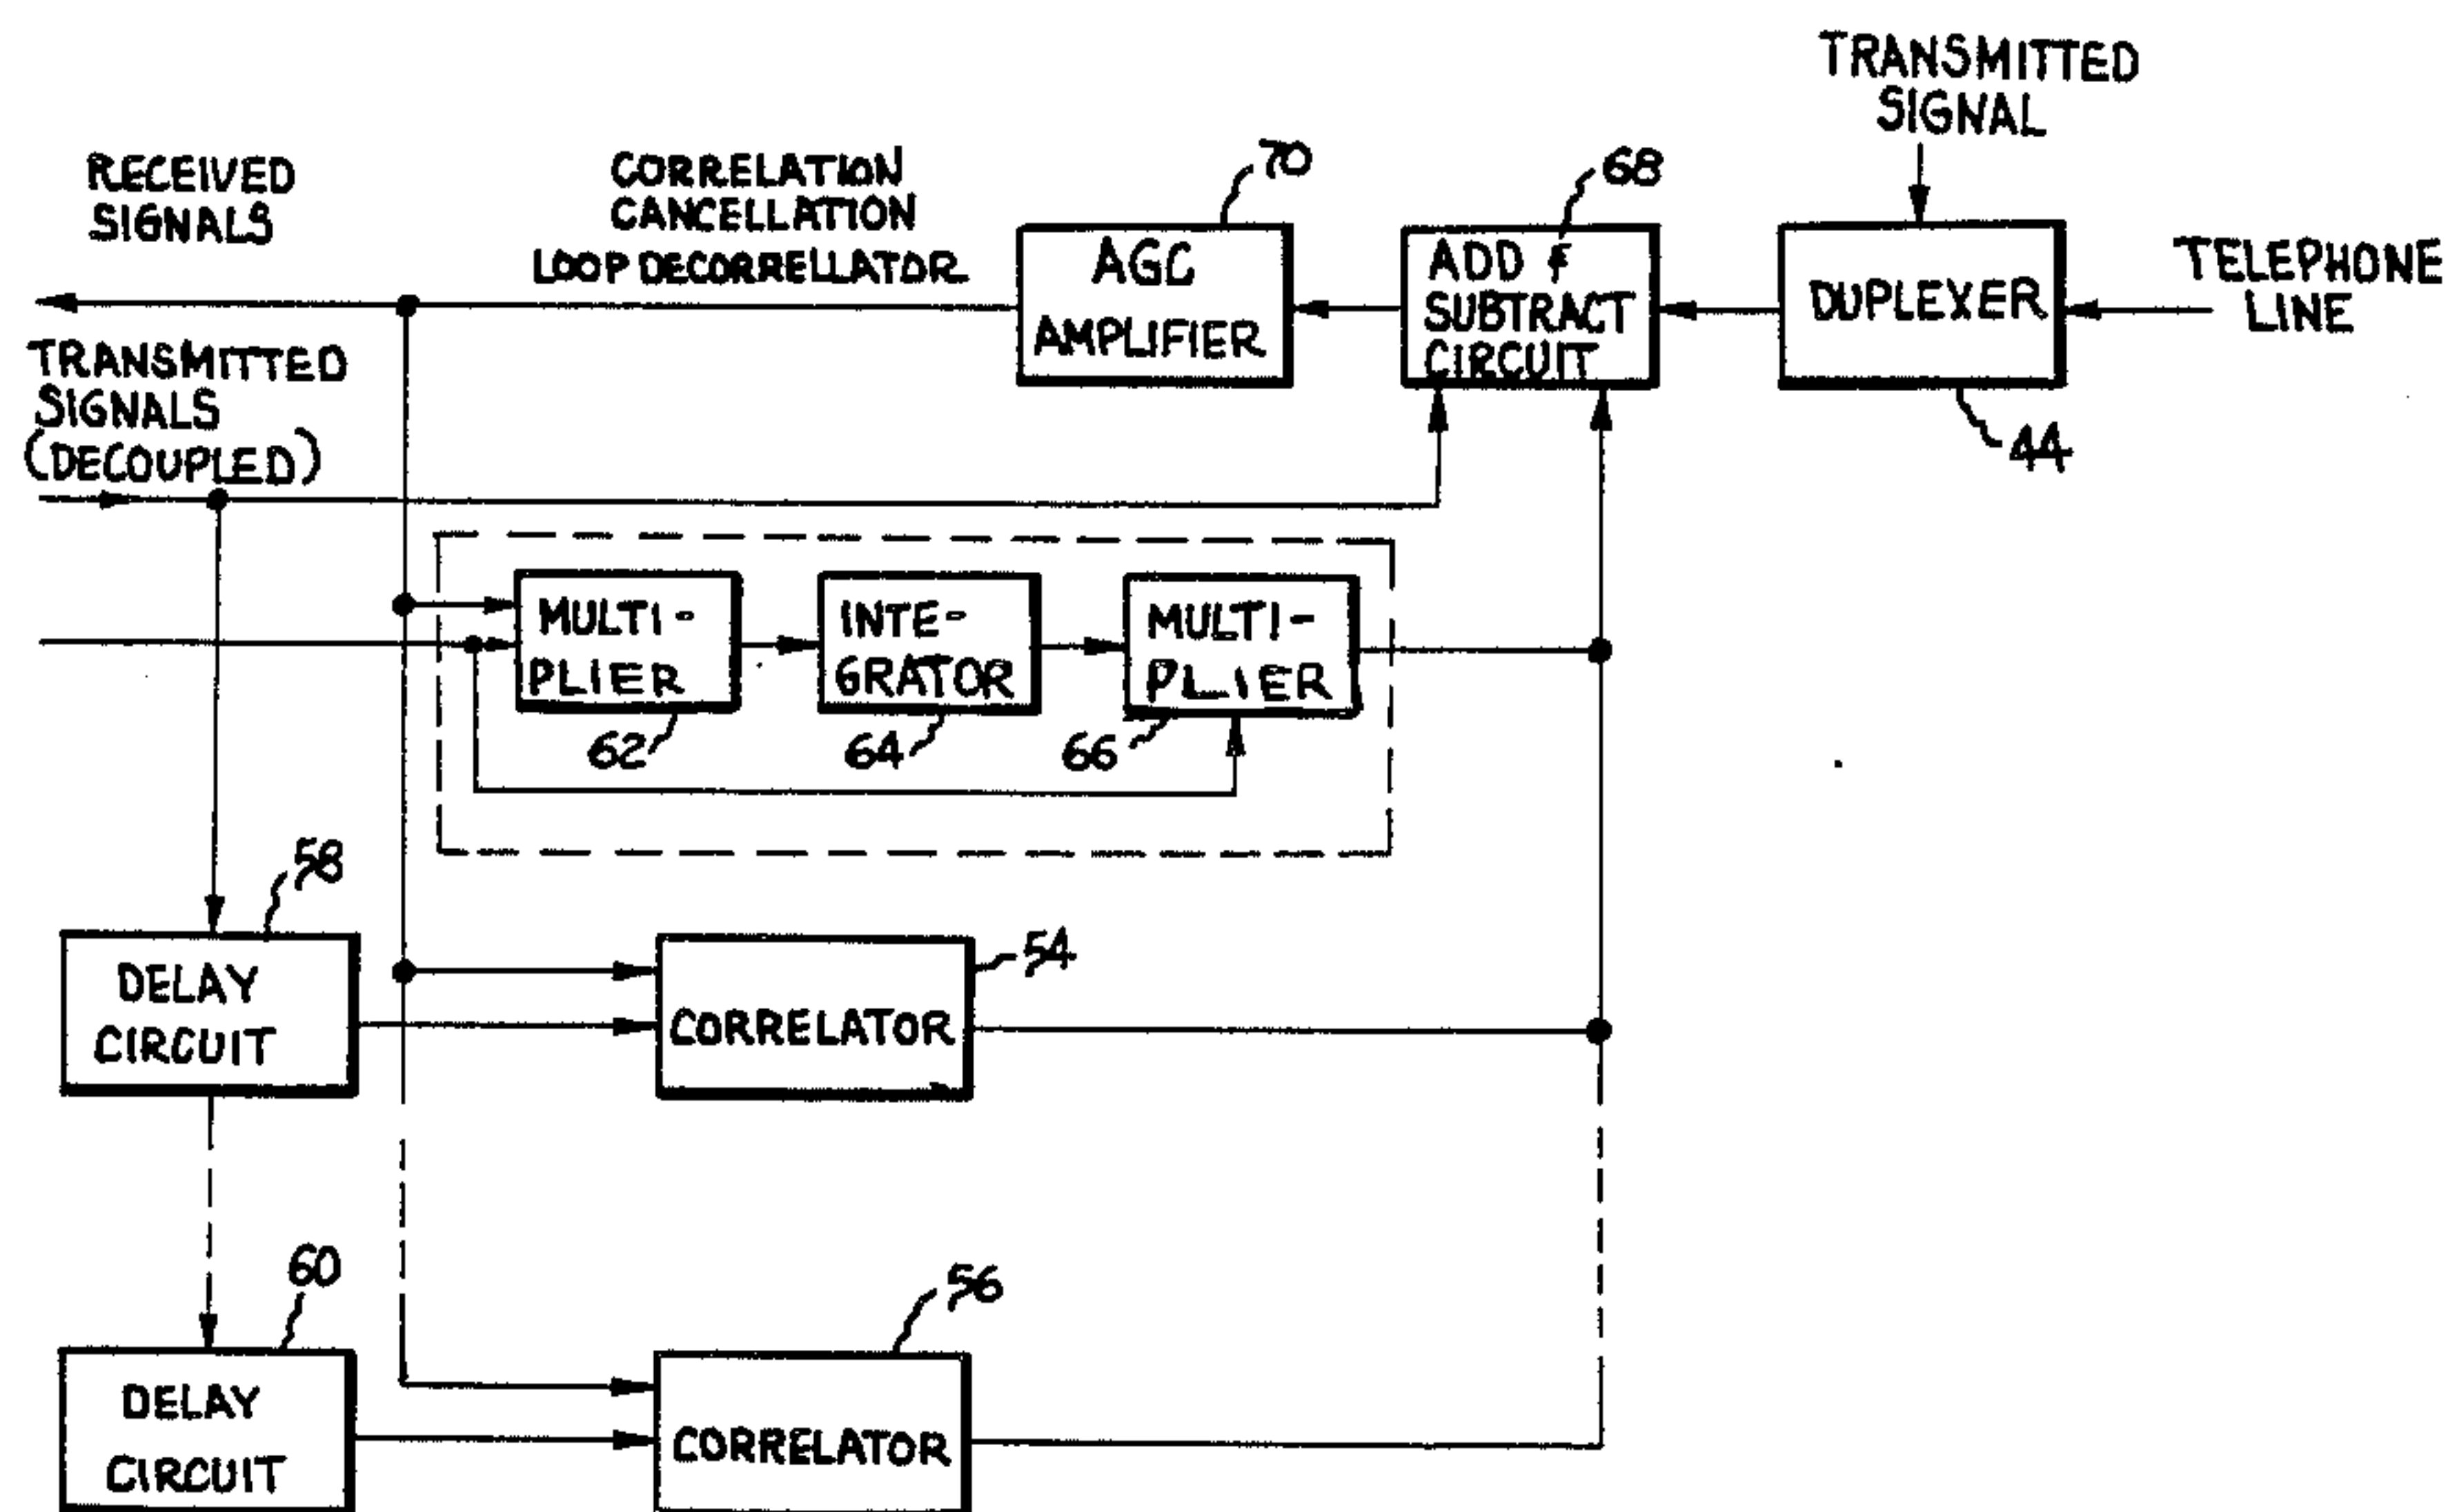 TRANSMITTED
SIGNAL
RECEIVED
SIGNALS
CORRELATION
CANCELLATION
LOOP DECORRELLATOR
70
68
AGC
AMPLIFIER
ADD &
SUBTRACT
CIRCUIT
DUPLEXER
TELEPHONE
LINE
44
TRANSMITTED
SIGNALS
(DECOUPLED)
MULTI-
PLIER
62
INTE-
GRATOR
64
MULTI-
PLIER
66
58
DELAY
CIRCUIT
54
CORRELATOR
60
DELAY
CIRCUIT
56
CORRELATOR